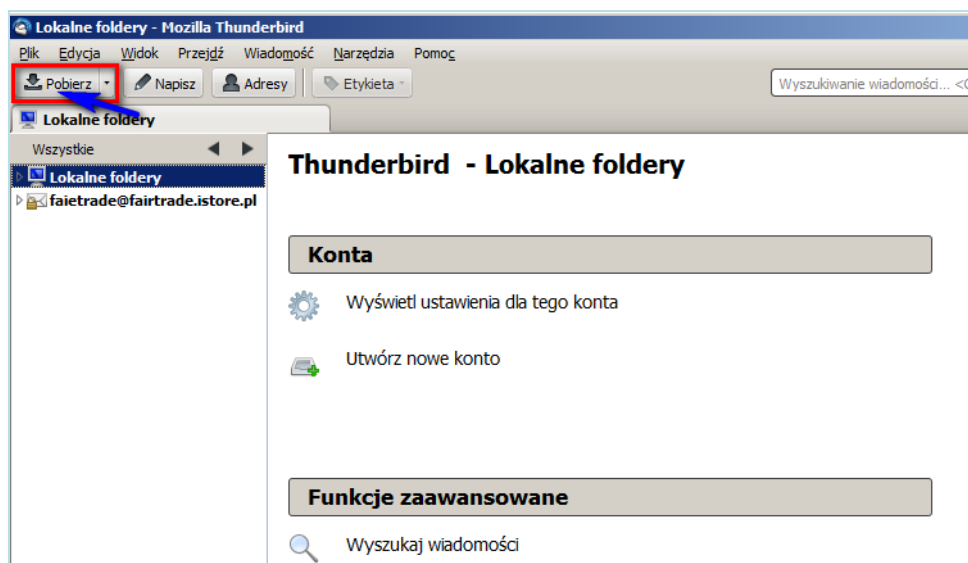 Lokalne foldery - Mozilla Thunderbird
Plik Edycja Widok Przejdź Wiadomość Narzędzia Pomoc
Pobierz Napisz Adresy Etykieta Wyszukiwanie wiadomości...
Lokalne foldery
Wszystkie
Lokalne foldery
faietrade@fairtrade.istore.pl
Thunderbird - Lokalne foldery
Konta
Wyświetl ustawienia dla tego konta
Utwórz nowe konto
Funkcje zaawansowane
Wyszukaj wiadomości